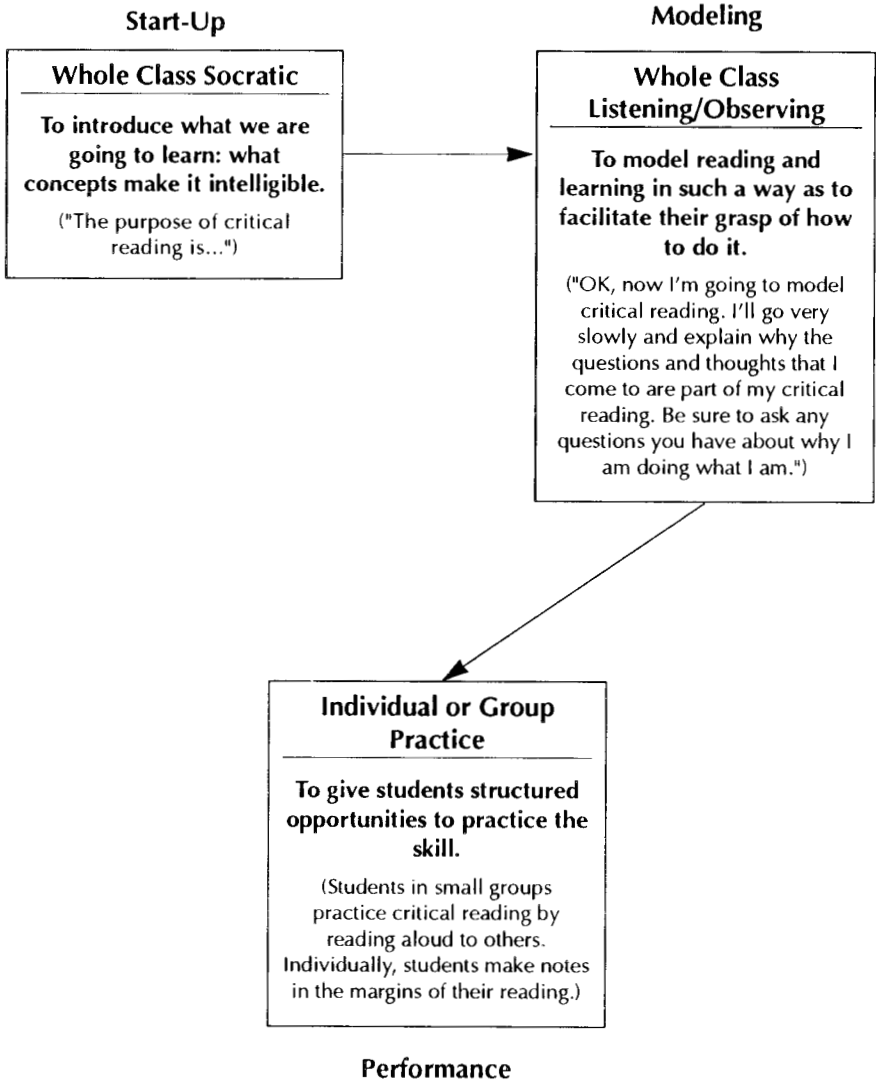 Start-Up
Whole Class Socratic
To introduce what we are
going to learn: what
concepts make it intelligible.
("The purpose of critical
reading is...")
Modeling
Whole Class
Listening/Observing
To model reading and
learning in such a way as to
facilitate their grasp of how
to do it.
("OK, now I'm going to model
critical reading. I'll go very
slowly and explain why the
questions and thoughts that I
come to are part of my critical
reading. Be sure to ask any
questions you have about why I
am doing what I am.")
Individual or Group
Practice
To give students structured
opportunities to practice the
skill.
(Students in small groups
practice critical reading by
reading aloud to others.
Individually, students make notes
in the margins of their reading.)
Performance